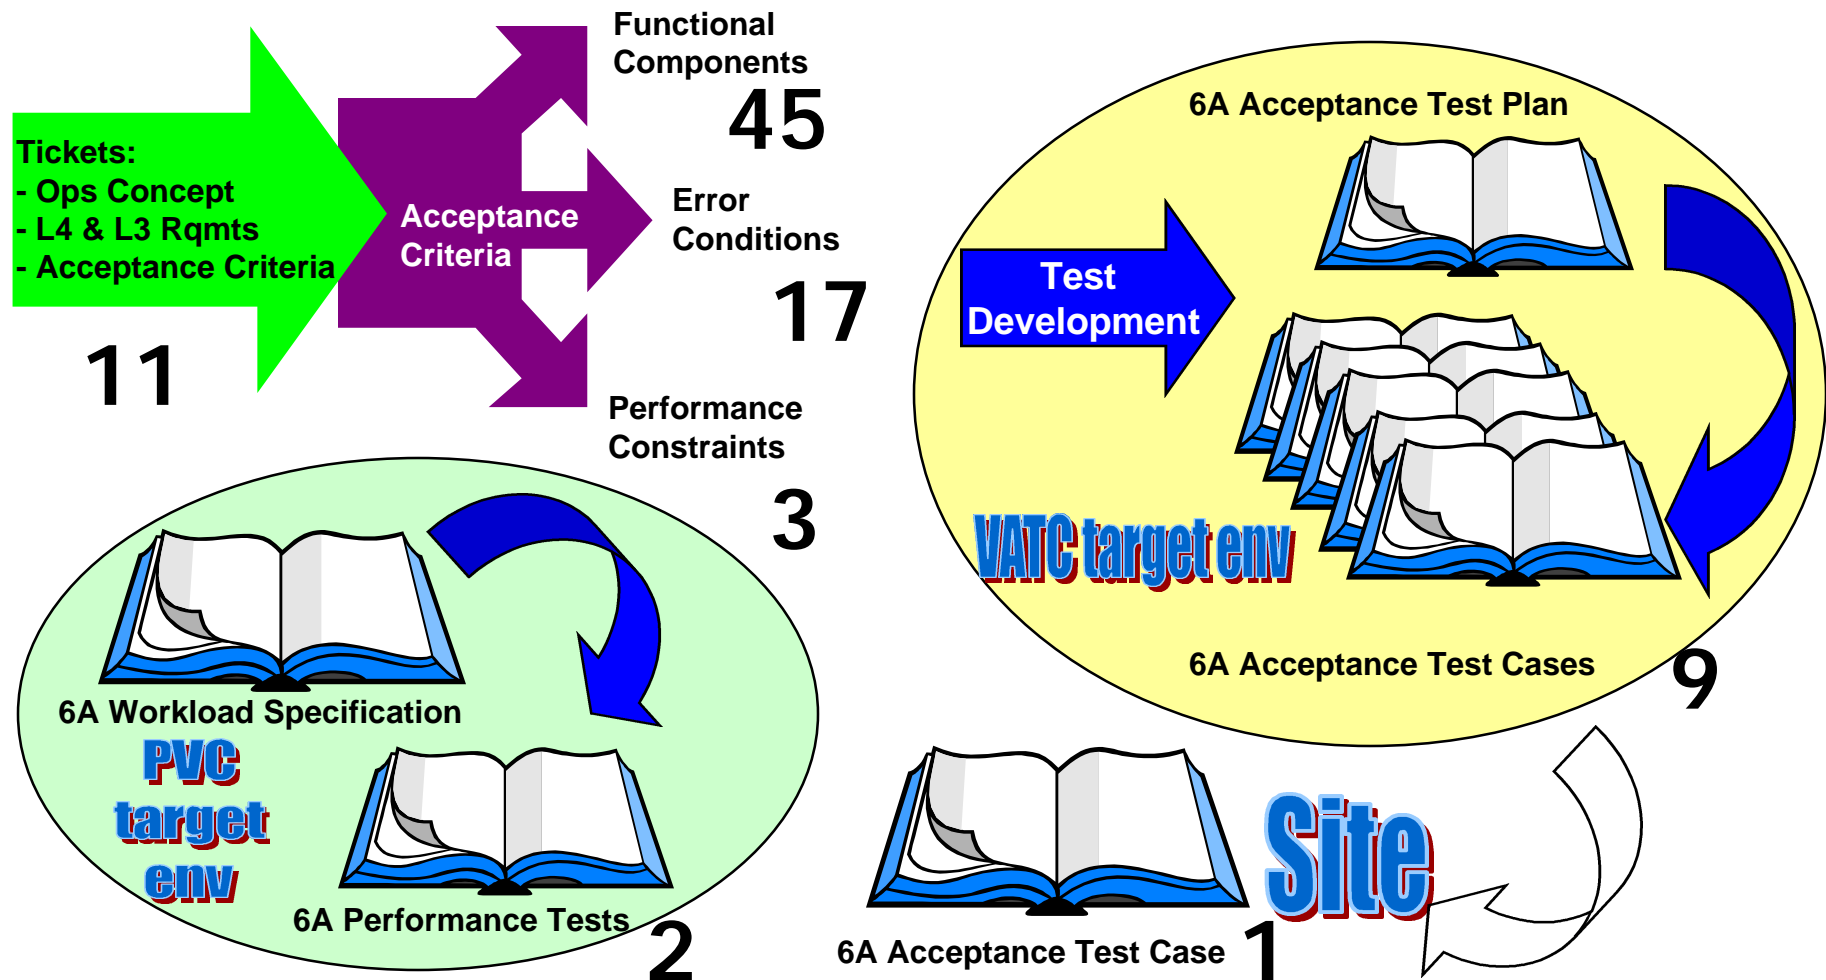 Tickets:
- Ops Concept
- L4 & L3 Rqmts
- Acceptance Criteria
11
Acceptance
Criteria
Functional
Components
45
Error
Conditions
17
Performance
Constraints
3
6A Acceptance Test Plan
Test
Development
VATC target env
6A Acceptance Test Cases
9
6A Workload Specification
PVC
target
env
6A Performance Tests
2
Site
6A Acceptance Test Case
1